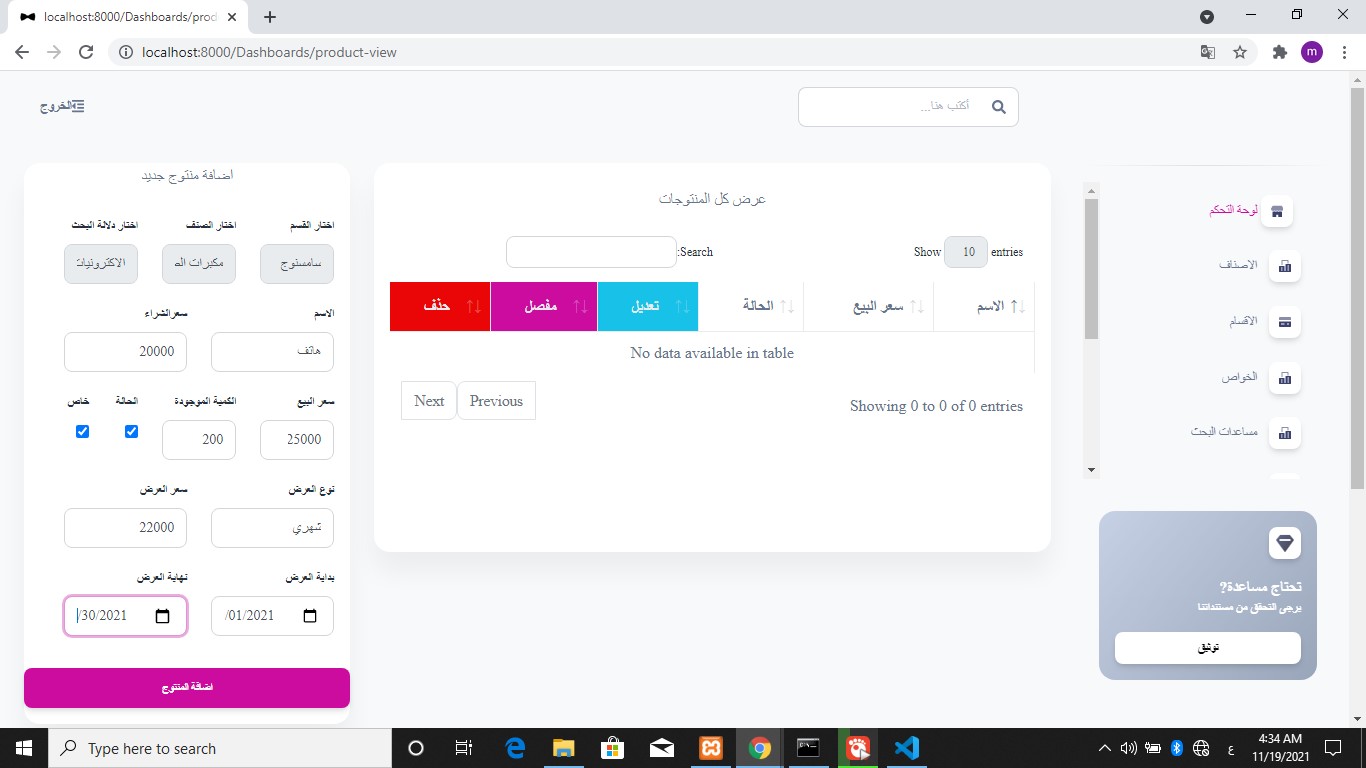 localhost:8000/Dashboards/prod
localhost:8000/Dashboards/product-view
m
أكتب هنا...
الخروج
لوحة التحكم
الاصناف
الاقسام
الخواص
مساعدات البحث
تحتاج مساعدة?
يرجى التحقق من مستنداتنا
توثيق
عرض كل المنتوجات
Show 10 entries
Search:
الاسم
سعر البيع
الحالة
تعديل
مفصل
حذف
No data available in table
Next
Previous
Showing 0 to 0 of 0 entries
اضافة منتوج جديد
اختار القسم
اختار الصنف
اختار دلالة البحث
سامسنوج
مكبرات الص
الاكترونيات
الاسم
سعرالشراء
هاتف
20000
سعر البيع
الكمية الموجودة
الحالة
خاص
25000
200
نوع العرض
سعر العرض
شهري
22000
بداية العرض
نهاية العرض
/01/2021
/30/2021
اضافة المنتوج
Type here to search
ع
4:34 AM
11/19/2021